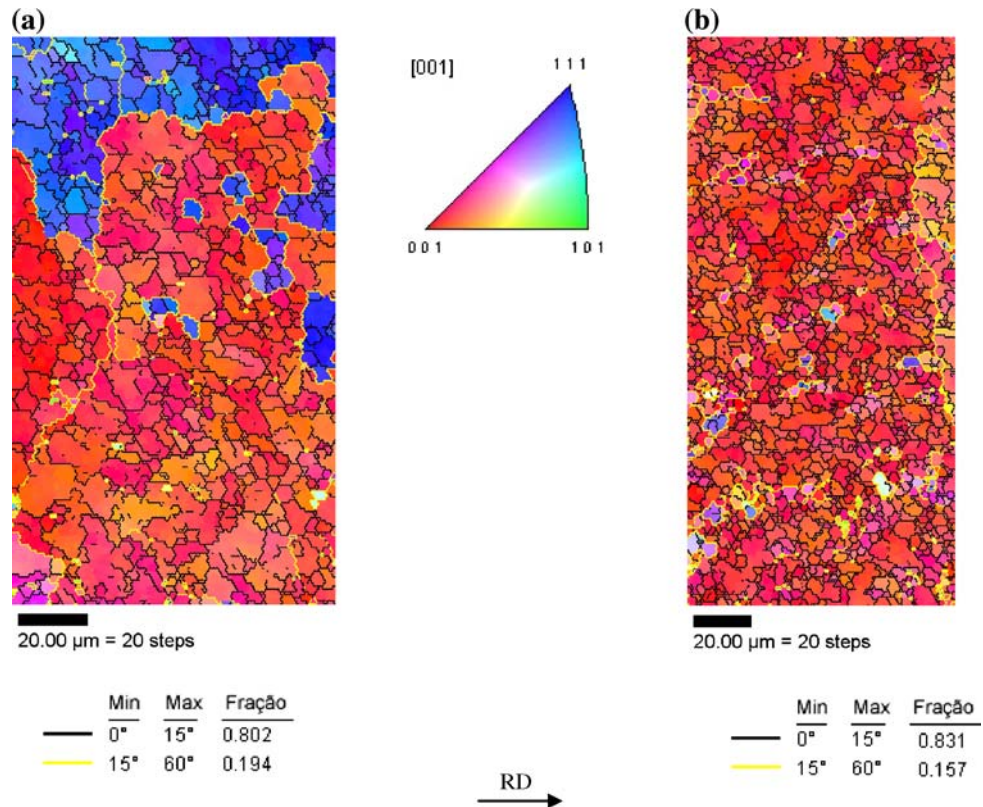 (a)
(b)
[001]
1 1 1
0 0 1
1 0 1
20.00 µm = 20 steps
20.00 µm = 20 steps
Min Max Fração
0° 15° 0.802
15° 60° 0.194
Min Max Fração
0° 15° 0.831
15° 60° 0.157
RD